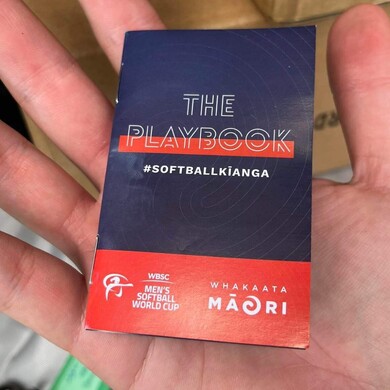 THE
PLAYBOOK
#SOFTBALLKĪANGA
WBSC
MEN'S
SOFTBALL
WORLD CUP
WHAKAATA
MĀORI